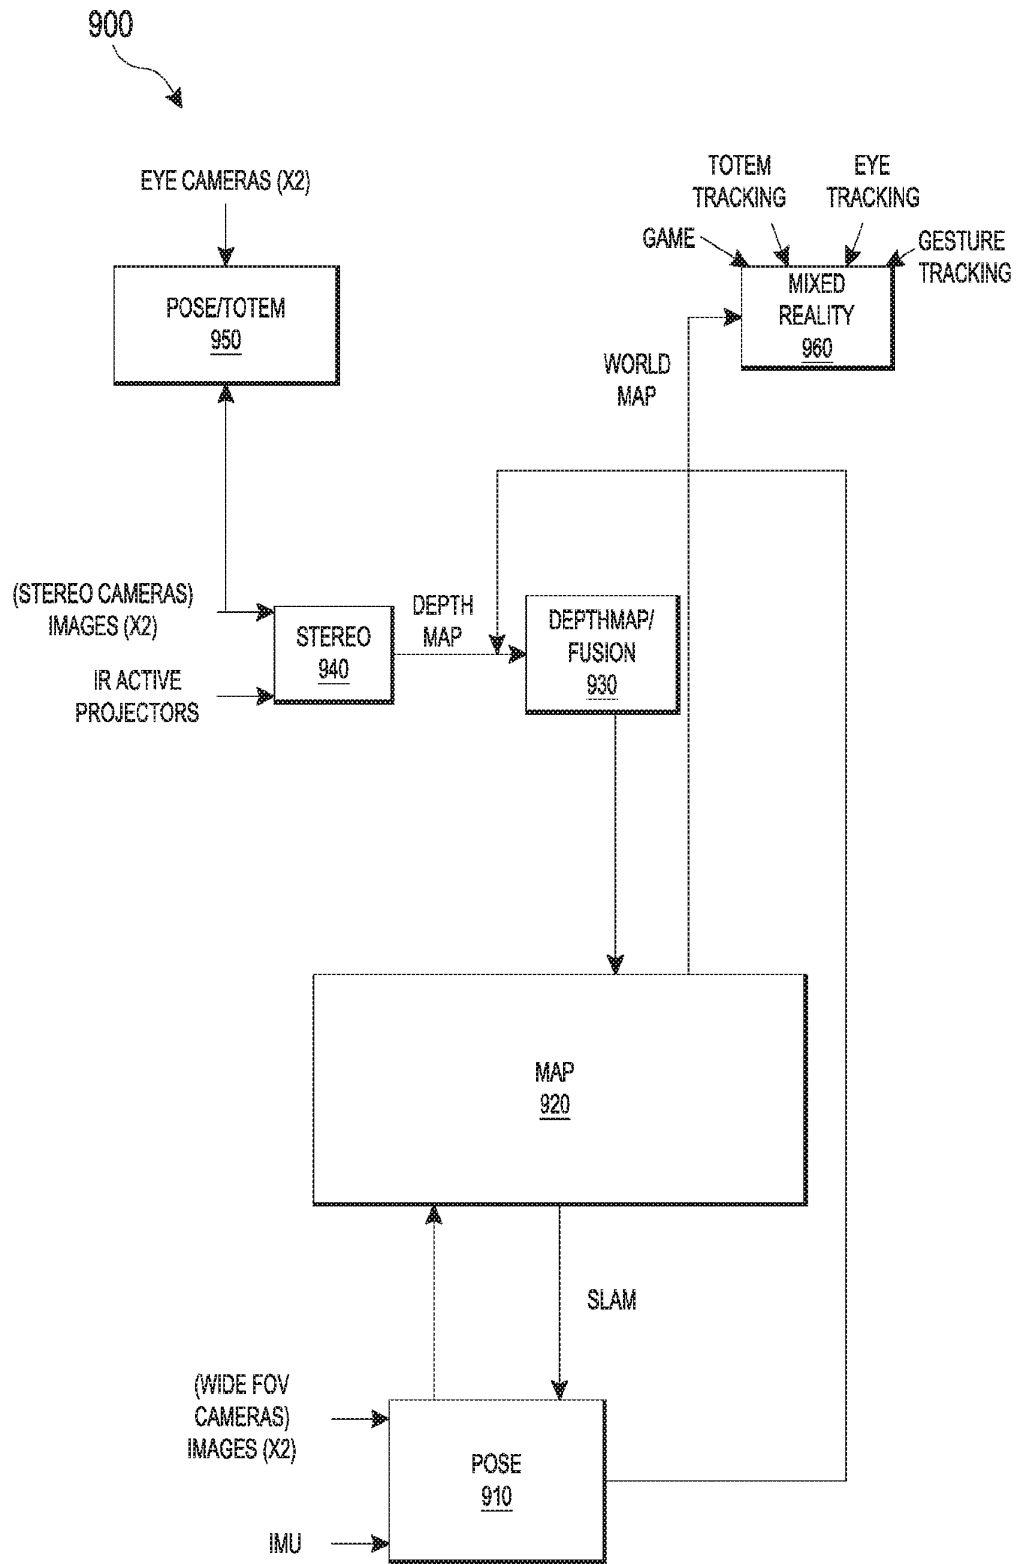 900
EYE CAMERAS (X2)
POSE/TOTEM
950
TOTEM
TRACKING
EYE
TRACKING
GAME
GESTURE
TRACKING
MIXED
REALITY
960
WORLD
MAP
(STEREO CAMERAS)
IMAGES (X2)
IR ACTIVE
PROJECTORS
STEREO
940
DEPTH
MAP
DEPTHMAP/
FUSION
930
MAP
920
SLAM
(WIDE FOV
CAMERAS)
IMAGES (X2)
IMU
POSE
910